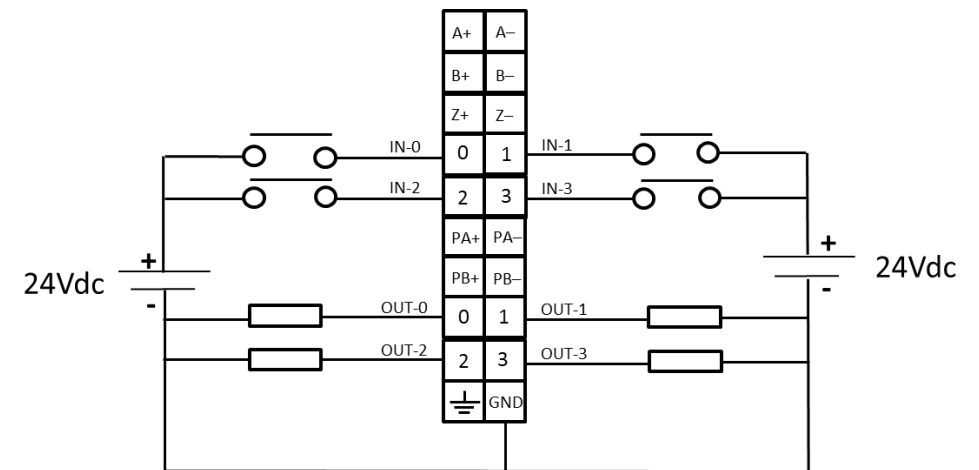 A+ A–
B+ B–
Z+ Z–
IN-0 0 1 IN-1
IN-2 2 3 IN-3
PA+ PA–
+ +
24Vdc PB+ PB– 24Vdc
- -
OUT-0 0 1 OUT-1
OUT-2 2 3 OUT-3
GND